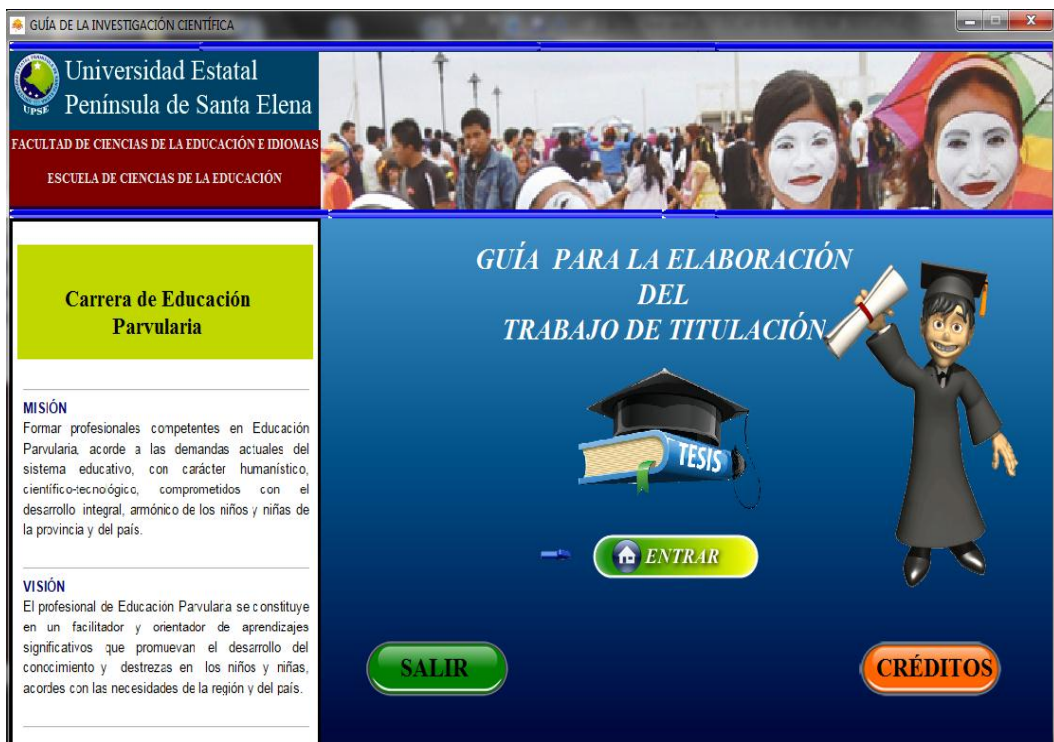 GUÍA DE LA INVESTIGACIÓN CIENTÍFICA
Universidad Estatal
Península de Santa Elena
UPSE
FACULTAD DE CIENCIAS DE LA EDUCACIÓN E IDIOMAS
ESCUELA DE CIENCIAS DE LA EDUCACIÓN
Carrera de Educación
Parvularia
MISIÓN
Formar profesionales competentes en Educación
Parvularia, acorde a las demandas actuales del
sistema educativo, con carácter humanístico,
científico-tecnológico, comprometidos con el
desarrollo integral, armónico de los niños y niñas de
la provincia y del país.
VISIÓN
El profesional de Educación Parvularia se constituye
en un facilitador y orientador de aprendizajes
significativos que promuevan el desarrollo del
conocimiento y destrezas en los niños y niñas,
acordes con las necesidades de la región y del país.
GUÍA PARA LA ELABORACIÓN
DEL
TRABAJO DE TITULACIÓN
TESIS
ENTRAR
SALIR
CRÉDITOS